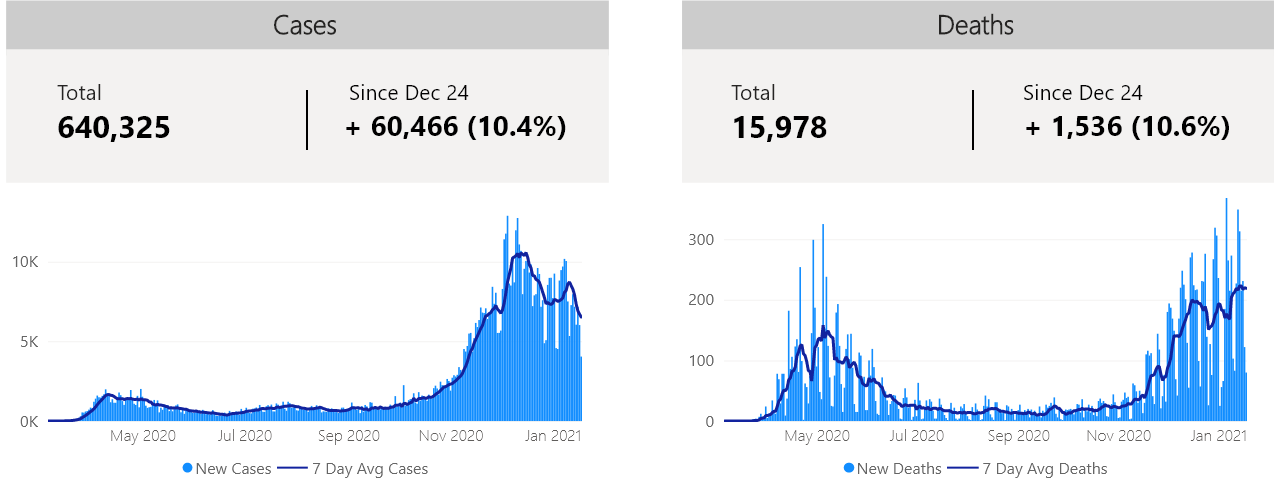 Cases
Total
640,325
Since Dec 24
+ 60,466 (10.4%)
10K
5K
0K
May 2020 Jul 2020 Sep 2020 Nov 2020 Jan 2021
New Cases 7 Day Avg Cases
Deaths
Total
15,978
Since Dec 24
+ 1,536 (10.6%)
300
200
100
0
May 2020 Jul 2020 Sep 2020 Nov 2020 Jan 2021
New Deaths 7 Day Avg Deaths